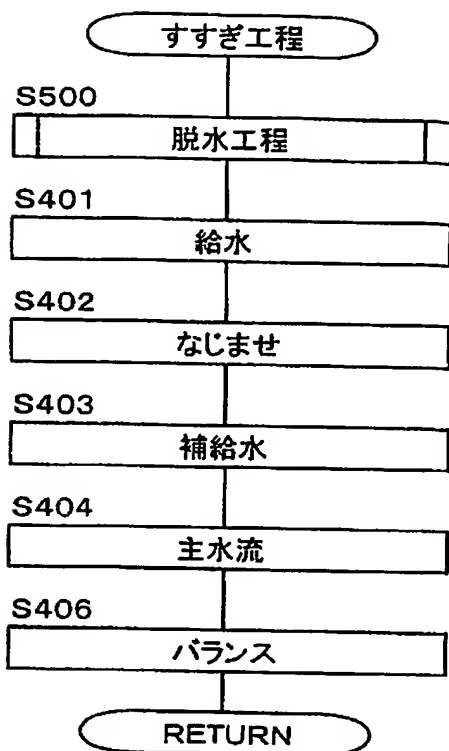 すすぎ工程
S500
脱水工程
S401
給水
S402
なじませ
S403
補給水
S404
主水流
S406
バランス
RETURN